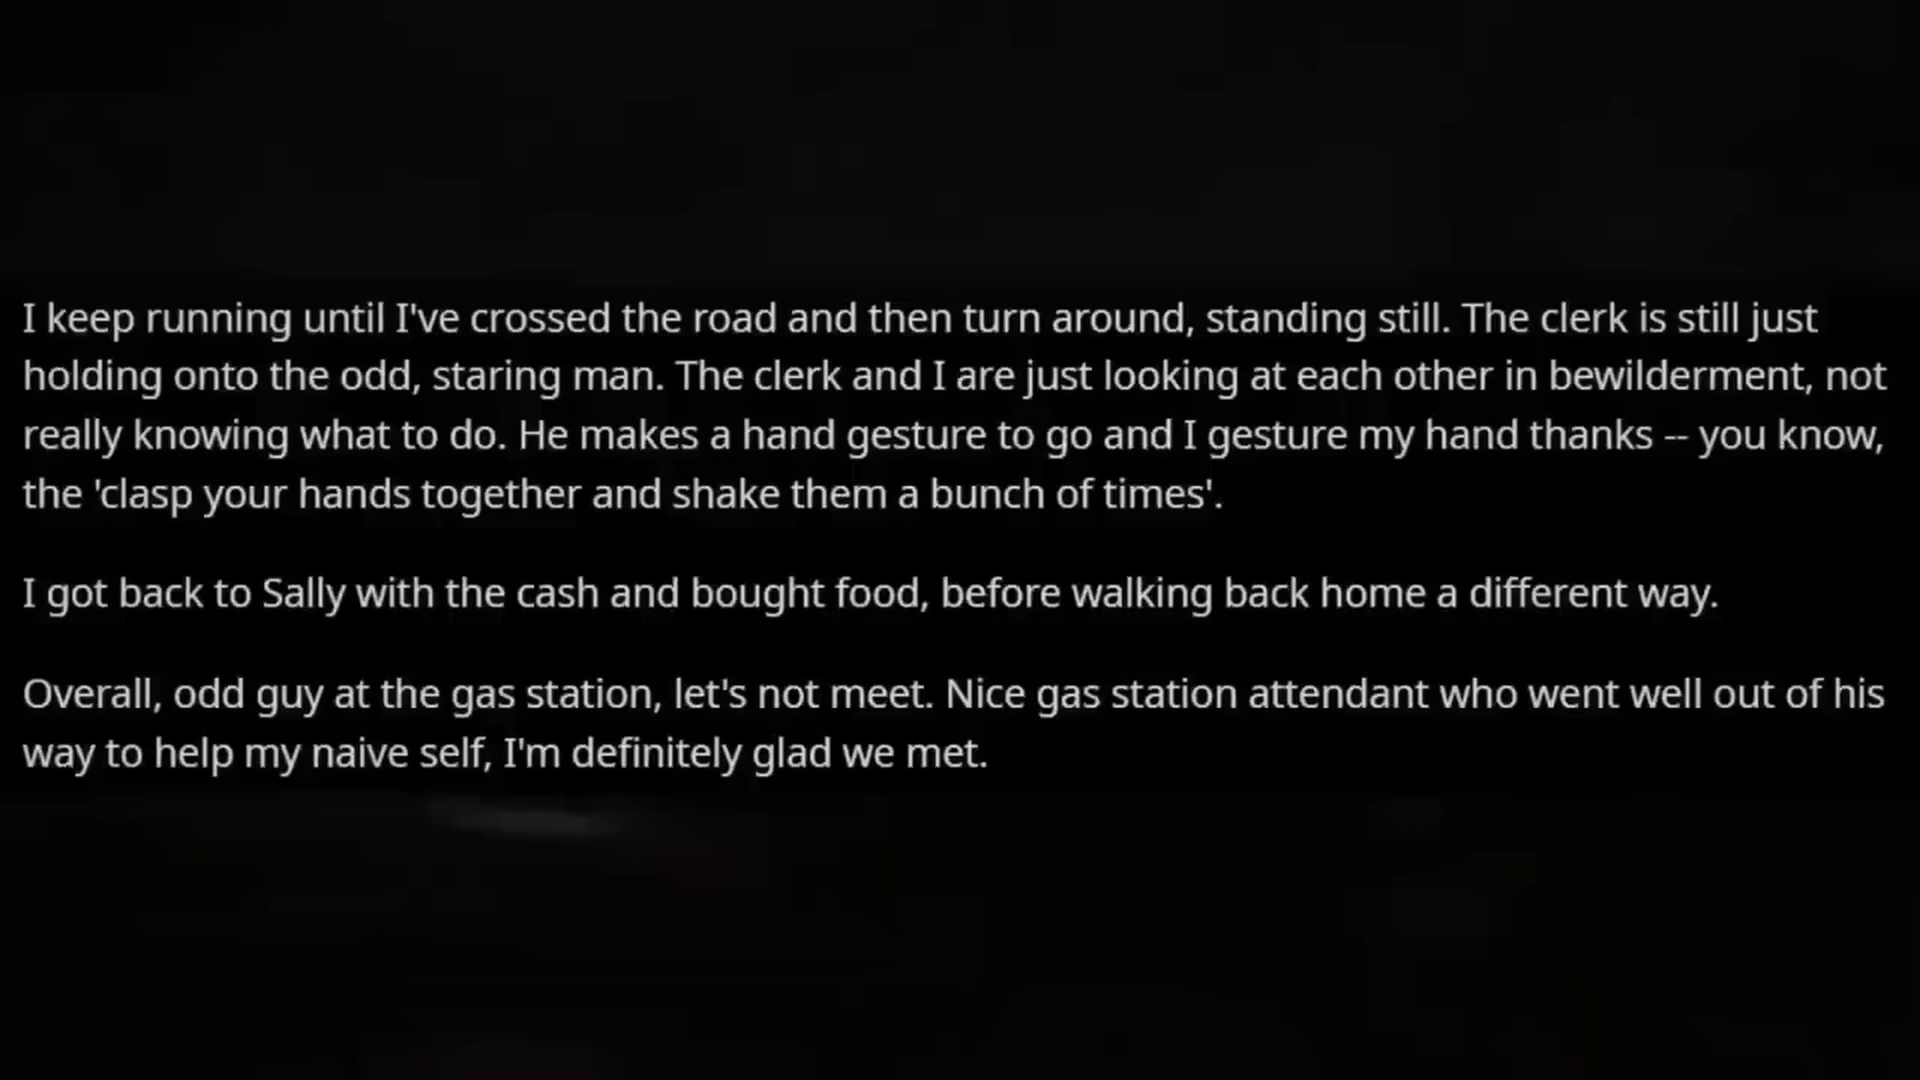 I keep running until I've crossed the road and then turn around, standing still. The clerk is still just
holding onto the odd, staring man. The clerk and I are just looking at each other in bewilderment, not
really knowing what to do. He makes a hand gesture to go and I gesture my hand thanks -- you know,
the 'clasp your hands together and shake them a bunch of times'.
I got back to Sally with the cash and bought food, before walking back home a different way.
Overall, odd guy at the gas station, let's not meet. Nice gas station attendant who went well out of his
way to help my naive self, I'm definitely glad we met.